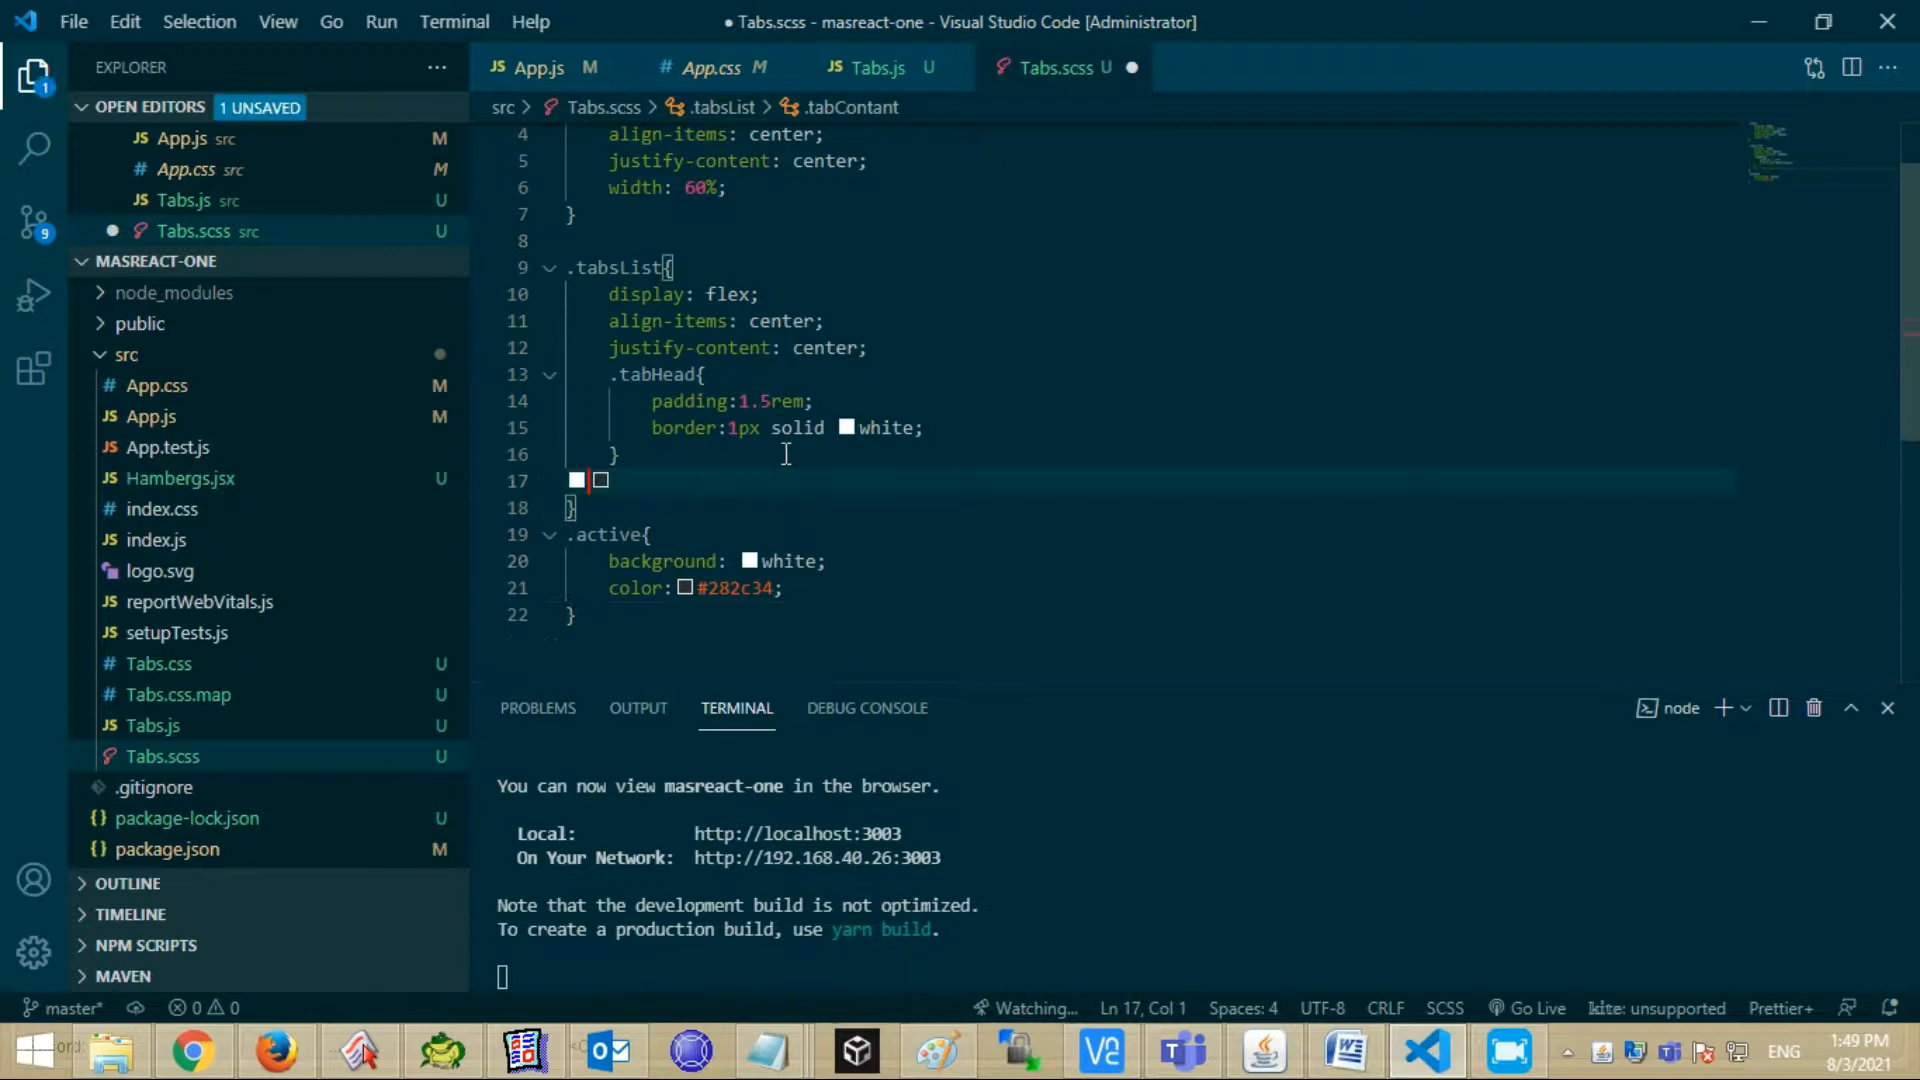 File Edit Selection View Go Run Terminal Help
● Tabs.scss - masreact-one - Visual Studio Code [Administrator]
EXPLORER
JS App.js M
# App.css M
JS Tabs.js U
Tabs.scss U
OPEN EDITORS 1 UNSAVED
JS App.js src M
# App.css src M
JS Tabs.js src U
Tabs.scss src U
MASREACT-ONE
node_modules
public
src
# App.css M
JS App.js M
JS App.test.js
Hambergs.jsx U
# index.css
JS index.js
logo.svg
JS reportWebVitals.js
JS setupTests.js
# Tabs.css U
# Tabs.css.map U
JS Tabs.js U
Tabs.scss U
.gitignore
{} package-lock.json U
{} package.json M
OUTLINE
TIMELINE
NPM SCRIPTS
MAVEN
src > Tabs.scss > .tabsList > .tabContant
4 align-items: center;
5 justify-content: center;
6 width: 60%;
7 }
8
9 .tabsList{
10 display: flex;
11 align-items: center;
12 justify-content: center;
13 .tabHead{
14 padding:1.5rem;
15 border:1px solid white;
16 }
17
18 }
19 .active{
20 background: white;
21 color:#282c34;
22 }
PROBLEMS OUTPUT TERMINAL DEBUG CONSOLE
node
You can now view masreact-one in the browser.
Local: http://localhost:3003
On Your Network: http://192.168.40.26:3003
Note that the development build is not optimized.
To create a production build, use yarn build.
master* 0 0
Watching... Ln 17, Col 1 Spaces: 4 UTF-8 CRLF SCSS Go Live kite: unsupported Prettier+
1
9
ENG
1:49 PM
8/3/2021